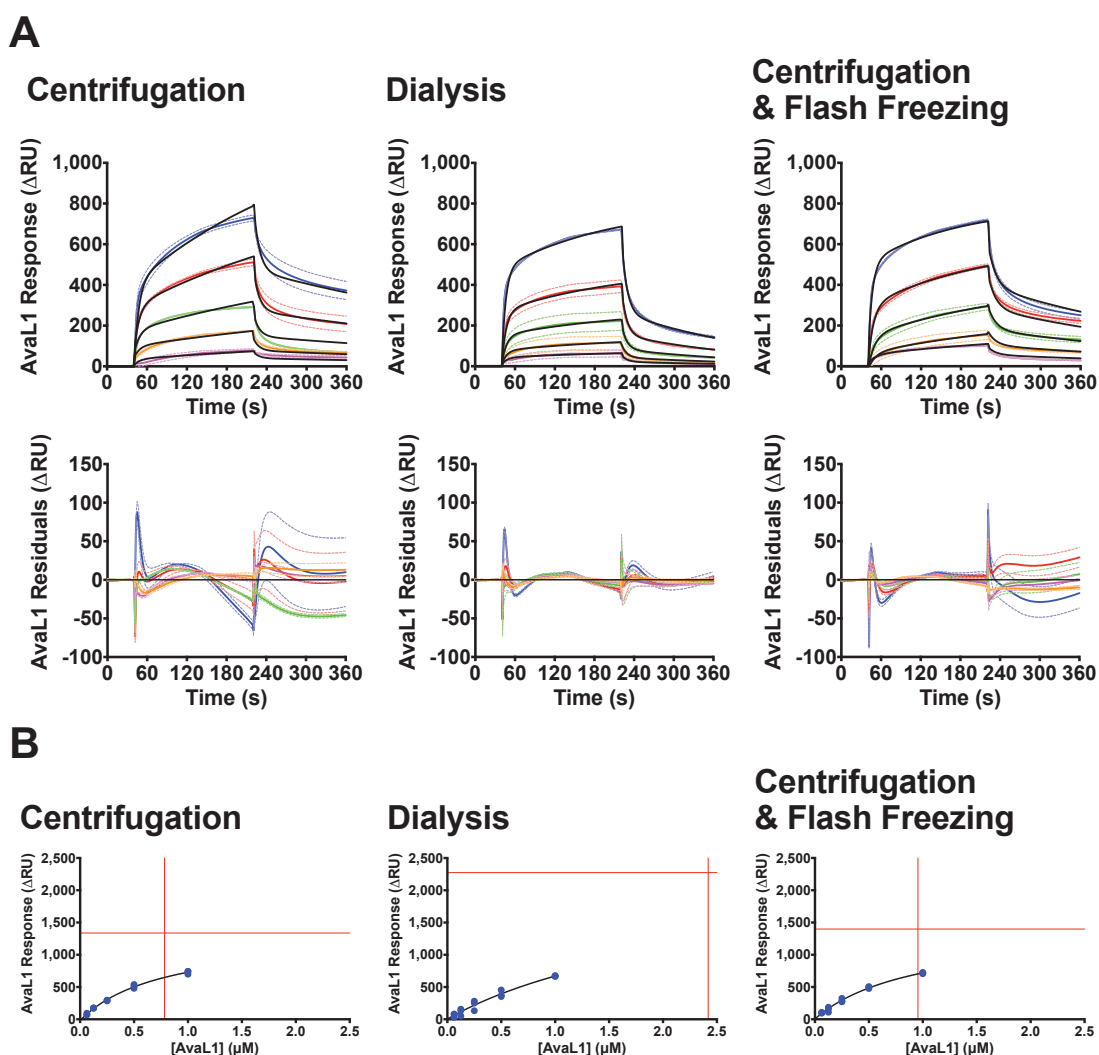 A
Centrifugation
Dialysis
Centrifugation
& Flash Freezing
AvaL1 Response (ΔRU)
1,000
800
600
400
200
0
0 60 120 180 240 300 360
Time (s)
AvaL1 Response (ΔRU)
1,000
800
600
400
200
0
0 60 120 180 240 300 360
Time (s)
AvaL1 Response (ΔRU)
1,000
800
600
400
200
0
0 60 120 180 240 300 360
Time (s)
AvaL1 Residuals (ΔRU)
150
100
50
0
-50
-100
0 60 120 180 240 300 360
Time (s)
AvaL1 Residuals (ΔRU)
150
100
50
0
-50
-100
0 60 120 180 240 300 360
Time (s)
AvaL1 Residuals (ΔRU)
150
100
50
0
-50
-100
0 60 120 180 240 300 360
Time (s)
B
Centrifugation
Dialysis
Centrifugation
& Flash Freezing
AvaL1 Response (ΔRU)
2,500
2,000
1,500
1,000
500
0
0.0 0.5 1.0 1.5 2.0 2.5
[AvaL1] (µM)
AvaL1 Response (ΔRU)
2,500
2,000
1,500
1,000
500
0
0.0 0.5 1.0 1.5 2.0 2.5
[AvaL1] (µM)
AvaL1 Response (ΔRU)
2,500
2,000
1,500
1,000
500
0
0.0 0.5 1.0 1.5 2.0 2.5
[AvaL1] (µM)